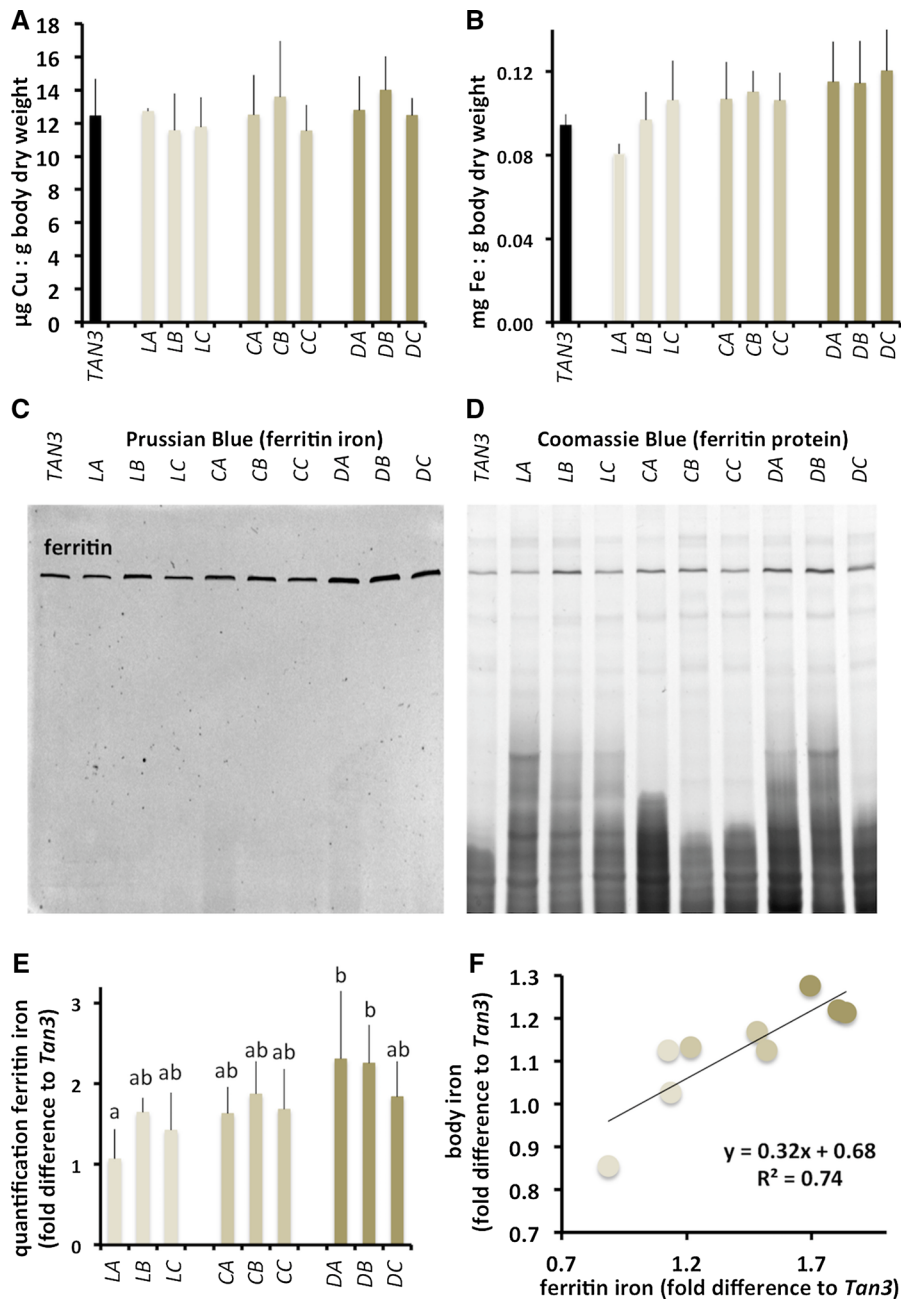 A
µg Cu : g body dry weight
18
16
14
12
10
8
6
4
2
0
TAN3
LA
LB
LC
CA
CB
CC
DA
DB
DC
B
mg Fe : g body dry weight
0.12
0.08
0.04
0.00
TAN3
LA
LB
LC
CA
CB
CC
DA
DB
DC
C
Prussian Blue (ferritin iron)
TAN3
LA
LB
LC
CA
CB
CC
DA
DB
DC
ferritin
D
Coomassie Blue (ferritin protein)
TAN3
LA
LB
LC
CA
CB
CC
DA
DB
DC
E
quantification ferritin iron
(fold difference to Tan3)
3
2
1
0
a
ab
ab
ab
ab
ab
b
b
ab
LA
LB
LC
CA
CB
CC
DA
DB
DC
F
body iron
(fold difference to Tan3)
1.3
1.2
1.1
1.0
0.9
0.8
0.7
y = 0.32x + 0.68
R² = 0.74
0.7
1.2
1.7
ferritin iron (fold difference to Tan3)